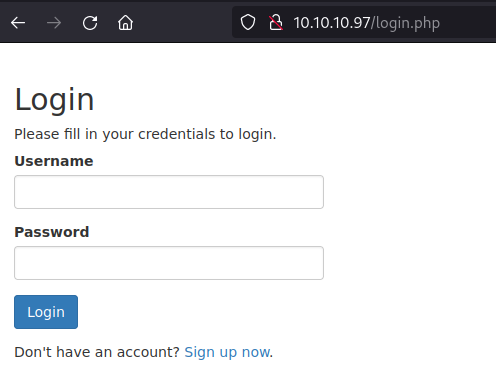 10.10.10.97/login.php
Login
Please fill in your credentials to login.
Username
Password
Login
Don't have an account? Sign up now.